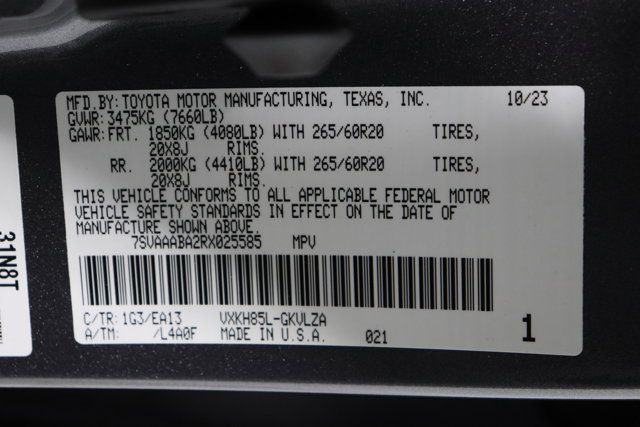 MFD.BY:TOYOTA MOTOR MANUFACTURING, TEXAS, INC. 10/23
GVWR:3475KG (7660LB)
GAWR:FRT. 1850KG (4080LB) WITH 265/60R20 TIRES,
20X8J RIMS.
RR. 2000KG (4410LB) WITH 265/60R20 TIRES,
20X8J RIMS.
THIS VEHICLE CONFORMS TO ALL APPLICABLE FEDERAL MOTOR
VEHICLE SAFETY STANDARDS IN EFFECT ON THE DATE OF
MANUFACTURE SHOWN ABOVE.
7SVAAABA2RX025585 MPV
C/TR:1G3/EA13 VXKH85L-GKVLZA
A/TM: /L4A0F MADE IN U.S.A. 021 1
31N8T